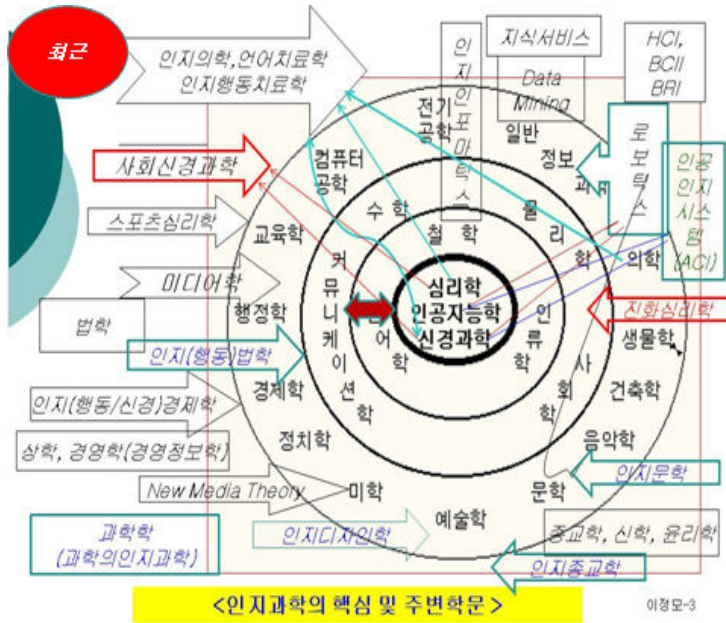 최근
인지의학,언어치료학
인지행동치료학
인지인포마틱스
지식서비스
Data
Mining
HCI,
BCII
BRI
전기
공학
일반
정보
로보틱스
인공
인지
시스
템
(ACI)
사회신경과학
컴퓨터
공학
수학
물리학
철학
스포츠심리학
교육학
의학
커뮤니케이션학
심리학
인공지능학
신경과학
인류학
미디어학
행정학
진화심리학
법학
생물학
인지(행동)법학
어학
사회학
경제학
건축학
인지(행동/신경)경제학
정치학
음악학
상학, 경영학(경영정보학)
인지문학
New Media Theory
미학
문학
예술학
과학학
(과학의인지과학)
인지디자인학
종교학, 신학, 윤리학
인지종교학
<인지과학의 핵심 및 주변학문>
이정모-3